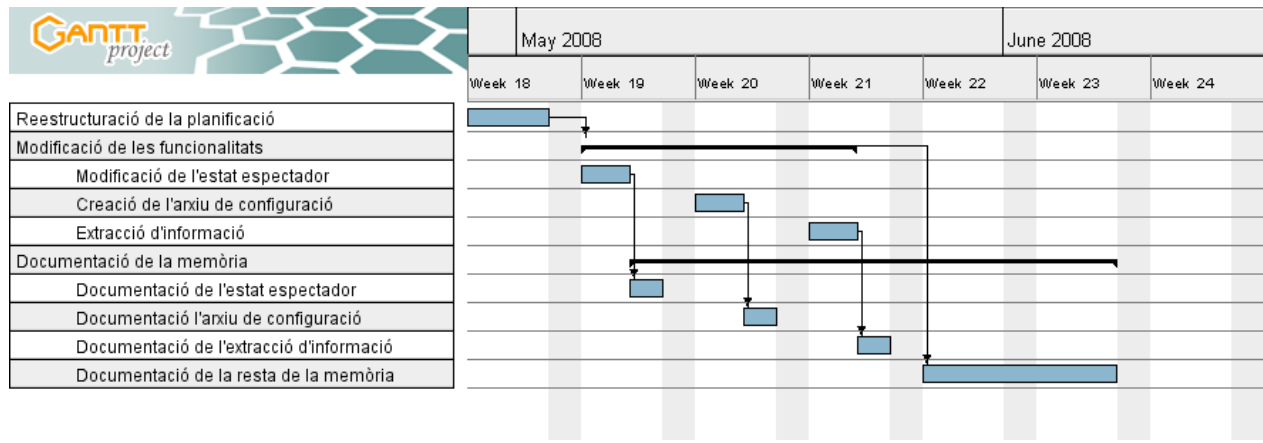 GANTT
project
May 2008
June 2008
Week 18
Week 19
Week 20
Week 21
Week 22
Week 23
Week 24
Reestructuració de la planificació
Modificació de les funcionalitats
Modificació de l'estat espectador
Creació de l'arxiu de configuració
Extracció d'informació
Documentació de la memòria
Documentació de l'estat espectador
Documentació l'arxiu de configuració
Documentació de l'extracció d'informació
Documentació de la resta de la memòria